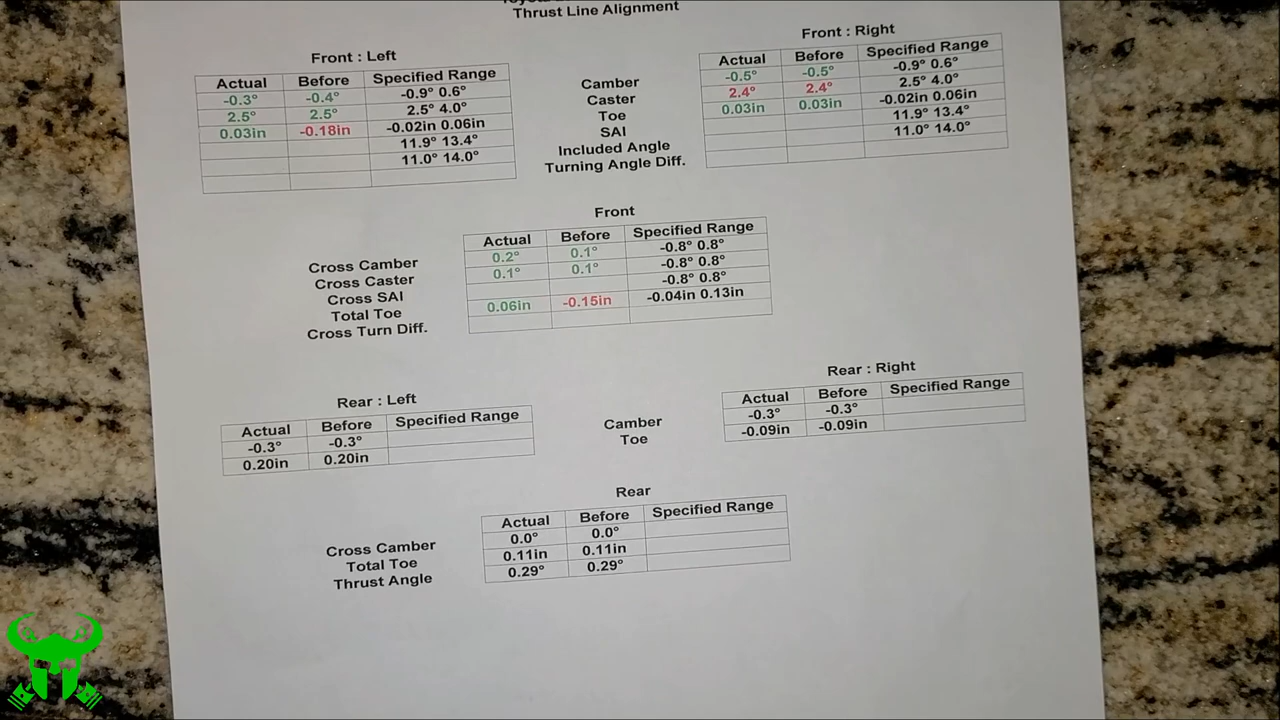 Thrust Line Alignment
Front : Left
Actual Before Specified Range
-0.3° -0.4° -0.9° 0.6°
2.5° 2.5° 2.5° 4.0°
0.03in -0.18in -0.02in 0.06in
11.9° 13.4°
11.0° 14.0°
Camber
Caster
Toe
SAI
Included Angle
Turning Angle Diff.
Front : Right
Actual Before Specified Range
-0.5° -0.5° -0.9° 0.6°
2.4° 2.4° 2.5° 4.0°
0.03in 0.03in -0.02in 0.06in
11.9° 13.4°
11.0° 14.0°
Front
Actual Before Specified Range
Cross Camber 0.2° 0.1° -0.8° 0.8°
Cross Caster 0.1° 0.1° -0.8° 0.8°
Cross SAI -0.8° 0.8°
Total Toe 0.06in -0.15in -0.04in 0.13in
Cross Turn Diff.
Rear : Left
Actual Before Specified Range
-0.3° -0.3°
0.20in 0.20in
Camber
Toe
Rear : Right
Actual Before Specified Range
-0.3° -0.3°
-0.09in -0.09in
Rear
Actual Before Specified Range
Cross Camber 0.0° 0.0°
Total Toe 0.11in 0.11in
Thrust Angle 0.29° 0.29°